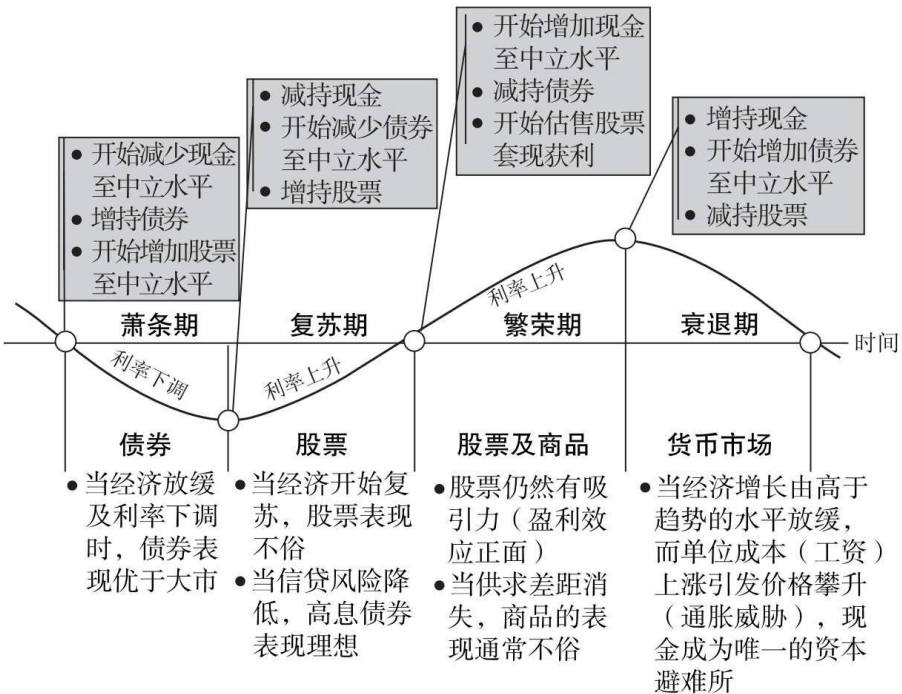 开始减少现金
至中立水平
增持债券
开始增加股票
至中立水平
减持现金
开始减少债券
至中立水平
增持股票
开始增加现金
至中立水平
减持债券
开始估售股票
套现获利
增持现金
开始增加债券
至中立水平
减持股票
萧条期
复苏期
繁荣期
衰退期
时间
利率下调
利率上升
利率上升
债券
当经济放缓
及利率下调
时，债券表
现优于大市
股票
当经济开始复
苏，股票表现
不俗
当信贷风险降
低，高息债券
表现理想
股票及商品
股票仍然有吸
引力（盈利效
应正面）
当供求差距消
失，商品的表
现通常不俗
货币市场
当经济增长由高于
趋势的水平放缓，
而单位成本（工资）
上涨引发价格攀升
（通胀威胁），现
金成为唯一的资本
避难所